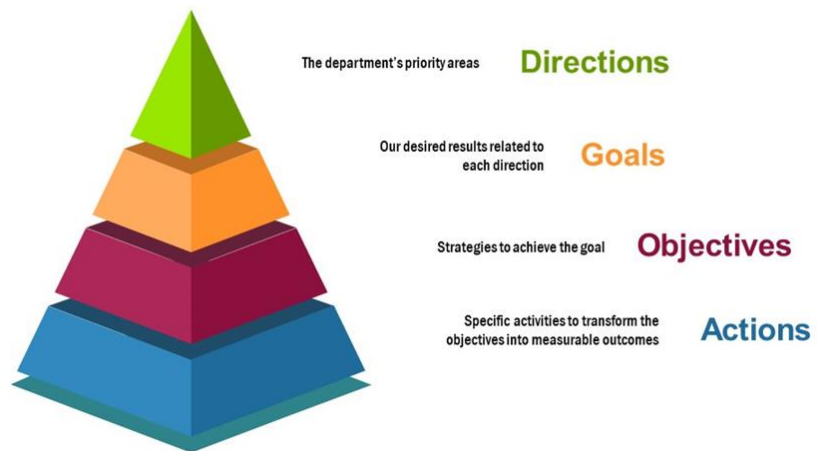 The department's priority areas
Directions
Our desired results related to
each direction
Goals
Strategies to achieve the goal
Objectives
Specific activities to transform the
objectives into measurable outcomes
Actions